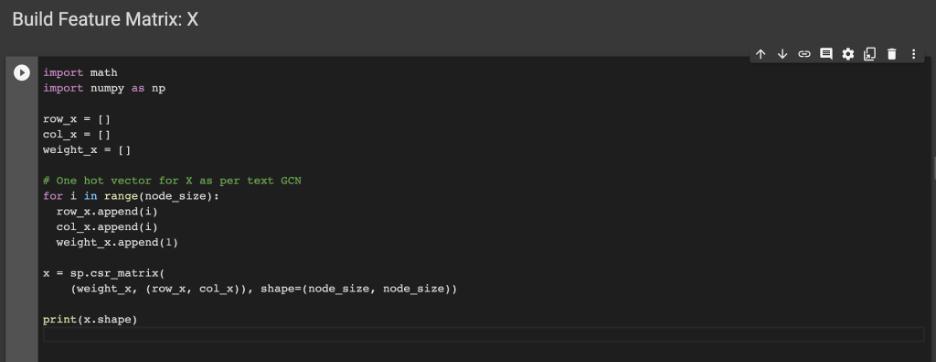 Build Feature Matrix: X
import math
import numpy as np
row_x = []
col_x = []
weight_x = []
# One hot vector for X as per text GCN
for i in range(node_size):
  row_x.append(i)
  col_x.append(i)
  weight_x.append(1)
x = sp.csr_matrix(
    (weight_x, (row_x, col_x)), shape=(node_size, node_size))
print(x.shape)